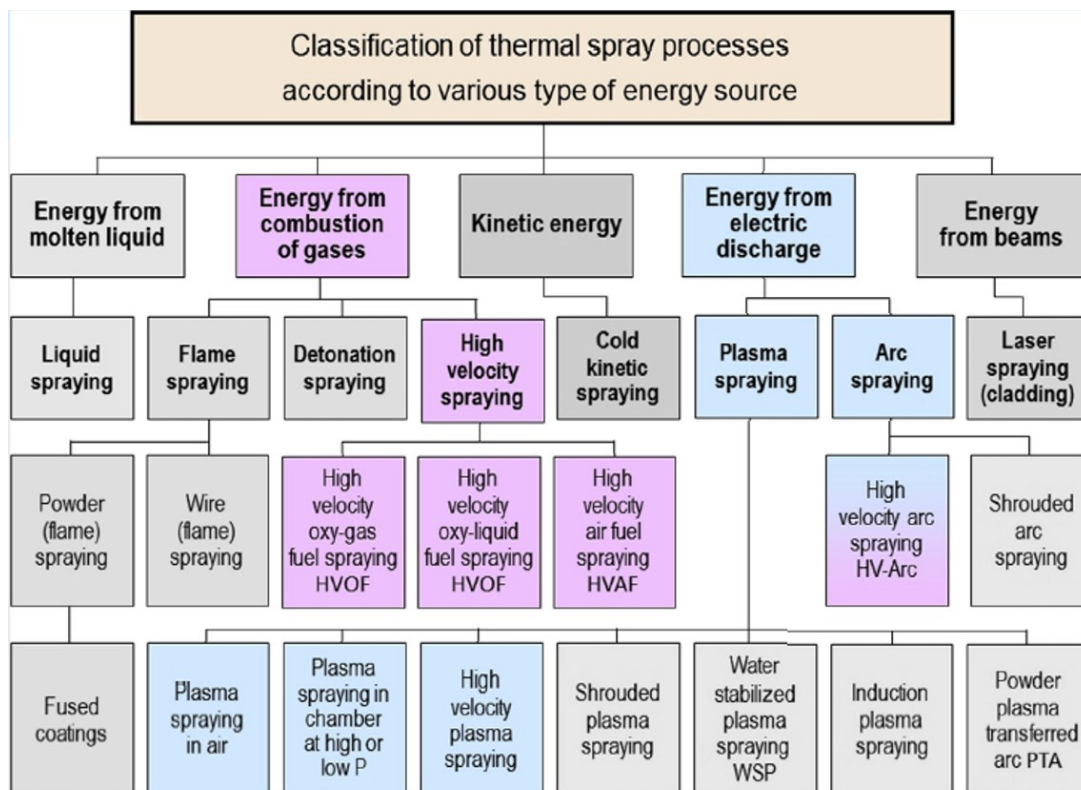 Classification of thermal spray processes
according to various type of energy source
Energy from
molten liquid
Energy from
combustion
of gases
Kinetic energy
Energy from
electric
discharge
Energy
from beams
Liquid
spraying
Flame
spraying
Detonation
spraying
High
velocity
spraying
Cold
kinetic
spraying
Plasma
spraying
Arc
spraying
Laser
spraying
(cladding)
Powder
(flame)
spraying
Wire
(flame)
spraying
High
velocity
oxy-gas
fuel spraying
HVOF
High
velocity
oxy-liquid
fuel spraying
HVOF
High
velocity
air fuel
spraying
HVAF
High
velocity arc
spraying
HV-Arc
Shrouded
arc
spraying
Fused
coatings
Plasma
spraying
in air
Plasma
spraying in
chamber
at high or
low P
High
velocity
plasma
spraying
Shrouded
plasma
spraying
Water
stabilized
plasma
spraying
WSP
Induction
plasma
spraying
Powder
plasma
transferred
arc PTA